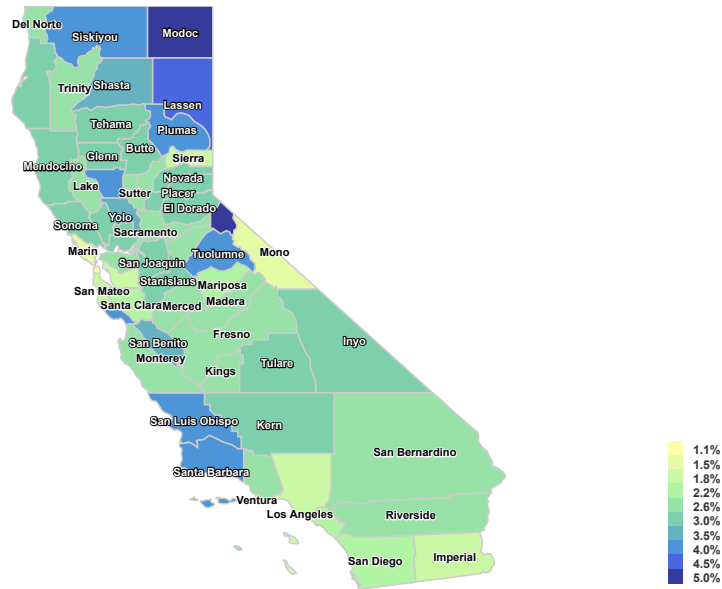 Del Norte
Siskiyou
Modoc
Trinity
Shasta
Lassen
Tehama
Plumas
Glenn
Butte
Sierra
Mendocino
Nevada
Lake
Sutter
Placer
El Dorado
Yolo
Sonoma
Sacramento
Marin
San Joaquin
Tuolumne
Mono
Stanislaus
Mariposa
San Mateo
Santa Clara
Merced
Madera
Fresno
San Benito
Inyo
Monterey
Tulare
Kings
San Luis Obispo
Kern
San Bernardino
Santa Barbara
Ventura
Los Angeles
Riverside
San Diego
Imperial
1.1%
1.5%
1.8%
2.2%
2.6%
3.0%
3.5%
4.0%
4.5%
5.0%